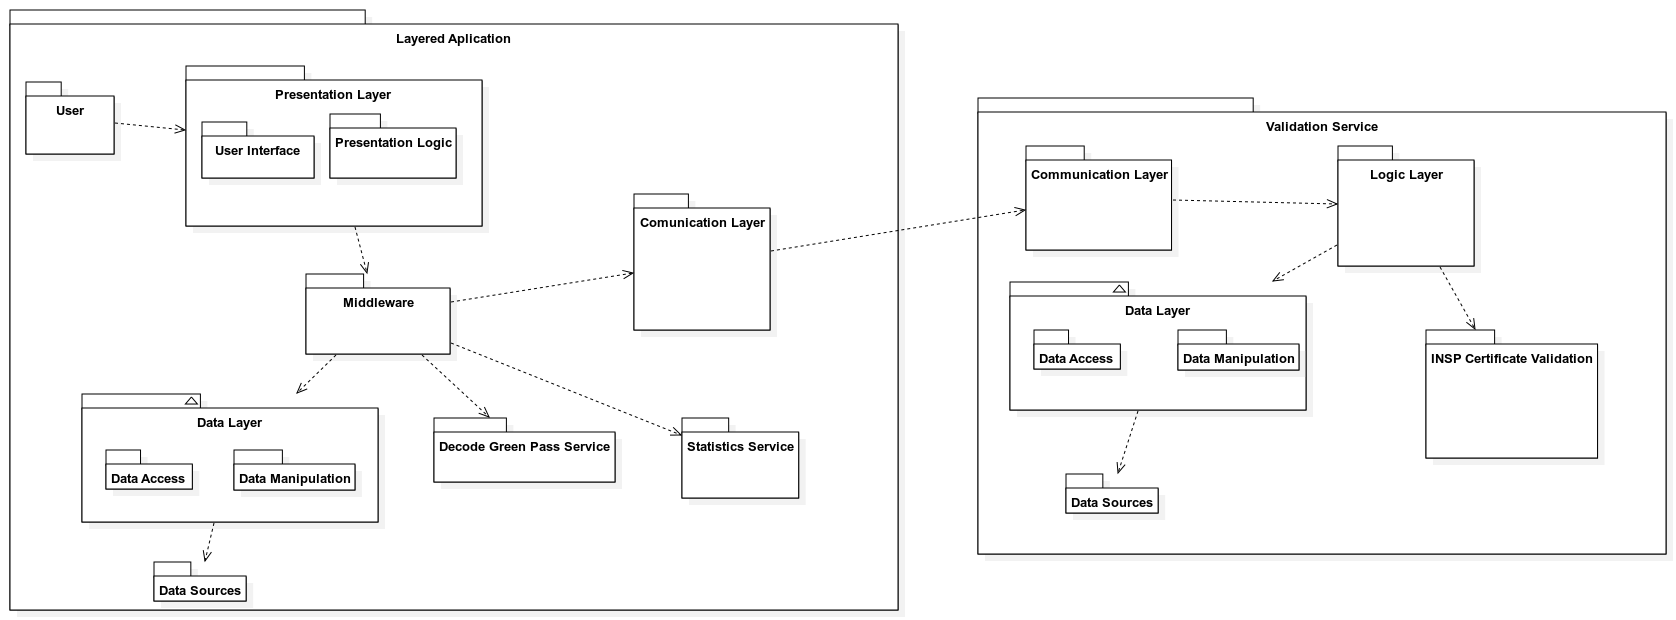 Layered Aplication
User
Presentation Layer
User Interface
Presentation Logic
Comunication Layer
Middleware
Data Layer
Data Access
Data Manipulation
Data Sources
Decode Green Pass Service
Statistics Service
Validation Service
Communication Layer
Logic Layer
Data Layer
Data Access
Data Manipulation
Data Sources
INSP Certificate Validation